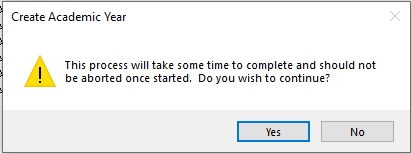 Create Academic Year
This process will take some time to complete and should not
be aborted once started.  Do you wish to continue?
Yes
No